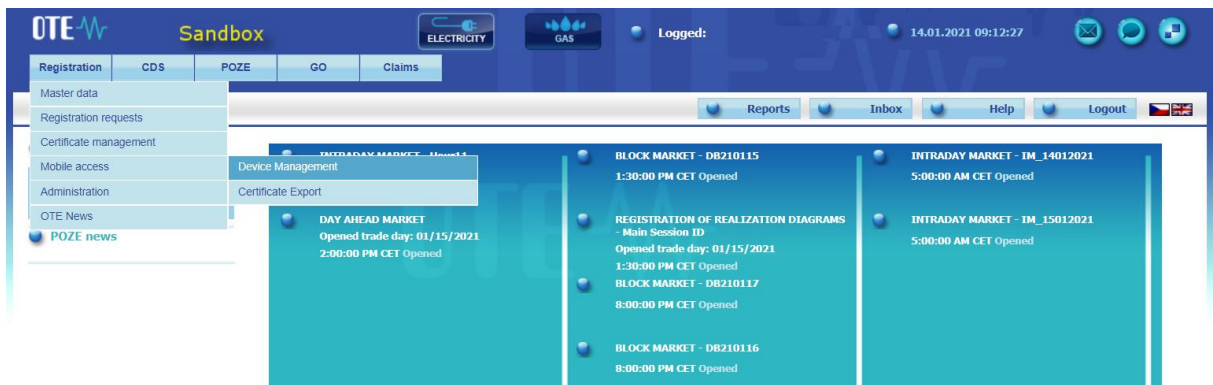 OTE
Sandbox
ELECTRICITY
GAS
Logged:
14.01.2021 09:12:27
Registration
CDS
POZE
GO
Claims
Master data
Registration requests
Certificate management
Mobile access
Administration
OTE News
Device Management
Certificate Export
Reports
Inbox
Help
Logout
POZE news
INTRADAY MARKET - Hour11
DAY AHEAD MARKET
Opened trade day: 01/15/2021
2:00:00 PM CET Opened
BLOCK MARKET - DB210115
1:30:00 PM CET Opened
REGISTRATION OF REALIZATION DIAGRAMS
- Main Session ID
Opened trade day: 01/15/2021
1:30:00 PM CET Opened
BLOCK MARKET - DB210117
8:00:00 PM CET Opened
BLOCK MARKET - DB210116
8:00:00 PM CET Opened
INTRADAY MARKET - IM_14012021
5:00:00 AM CET Opened
INTRADAY MARKET - IM_15012021
5:00:00 AM CET Opened